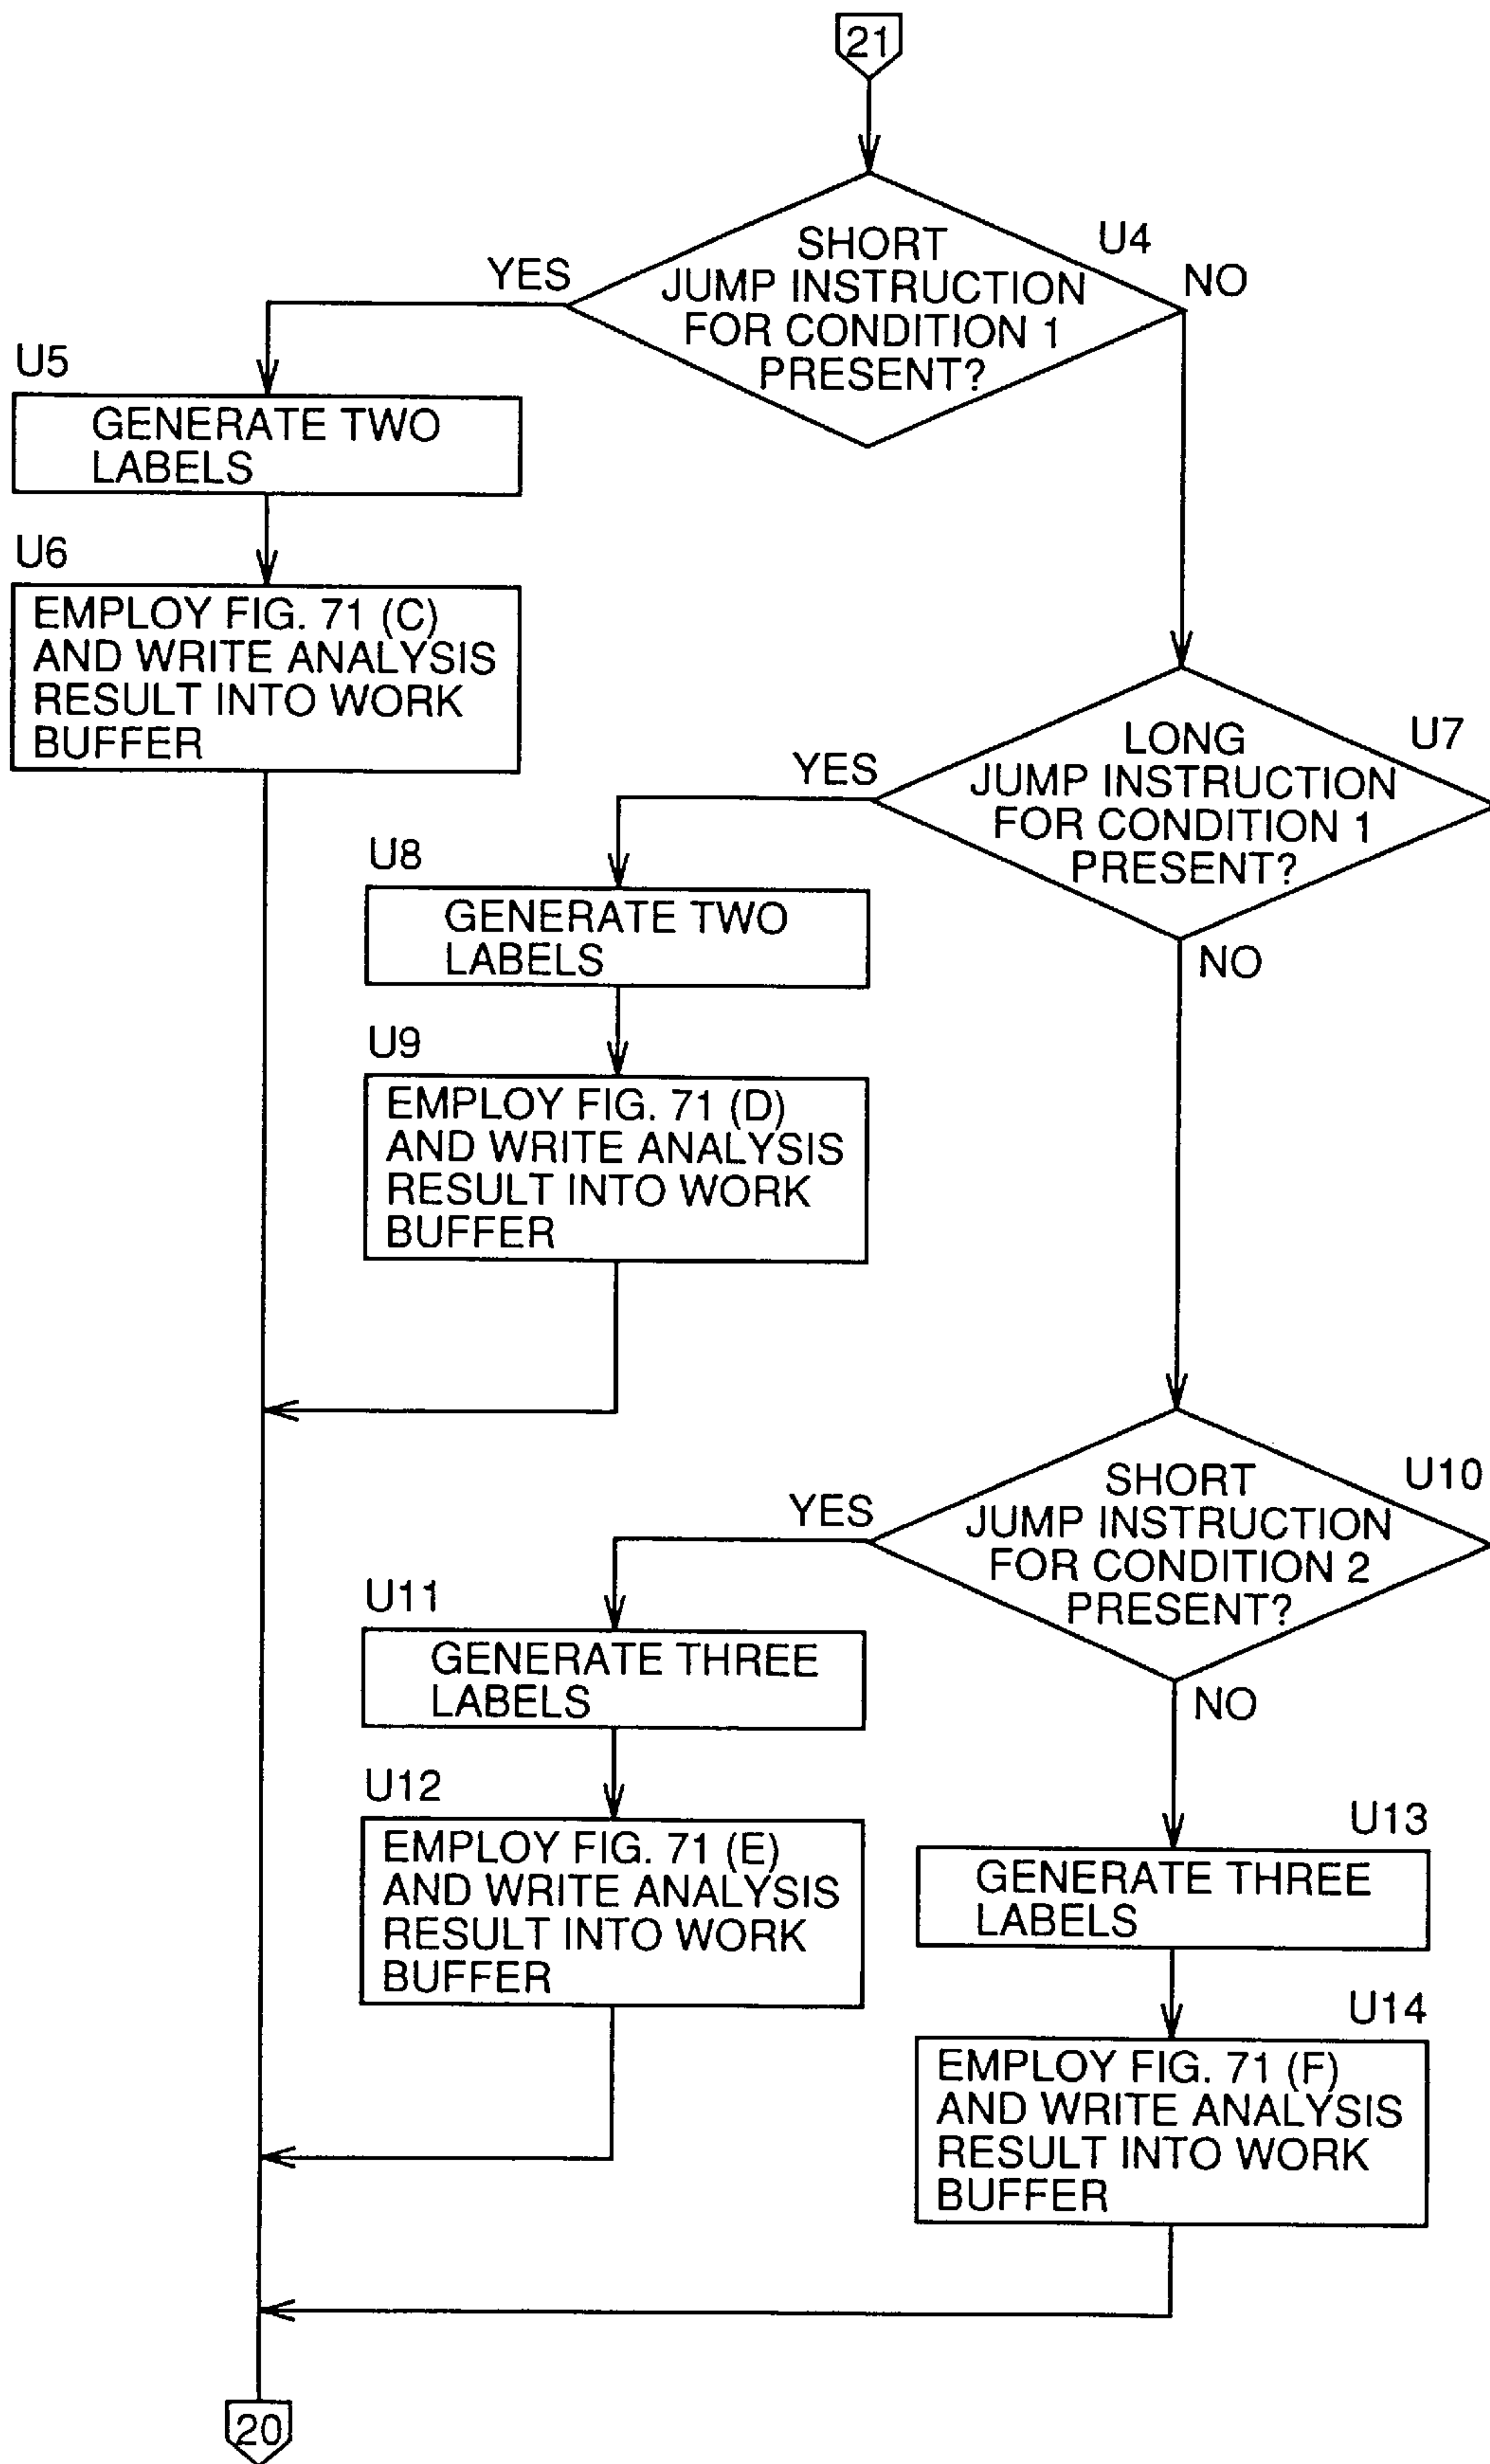 21
SHORT
JUMP INSTRUCTION
FOR CONDITION 1
PRESENT?
U4
YES
NO
U5
GENERATE TWO
LABELS
U6
EMPLOY FIG. 71 (C)
AND WRITE ANALYSIS
RESULT INTO WORK
BUFFER
LONG
JUMP INSTRUCTION
FOR CONDITION 1
PRESENT?
U7
YES
NO
U8
GENERATE TWO
LABELS
U9
EMPLOY FIG. 71 (D)
AND WRITE ANALYSIS
RESULT INTO WORK
BUFFER
SHORT
JUMP INSTRUCTION
FOR CONDITION 2
PRESENT?
U10
YES
NO
U11
GENERATE THREE
LABELS
U12
EMPLOY FIG. 71 (E)
AND WRITE ANALYSIS
RESULT INTO WORK
BUFFER
U13
GENERATE THREE
LABELS
U14
EMPLOY FIG. 71 (F)
AND WRITE ANALYSIS
RESULT INTO WORK
BUFFER
20